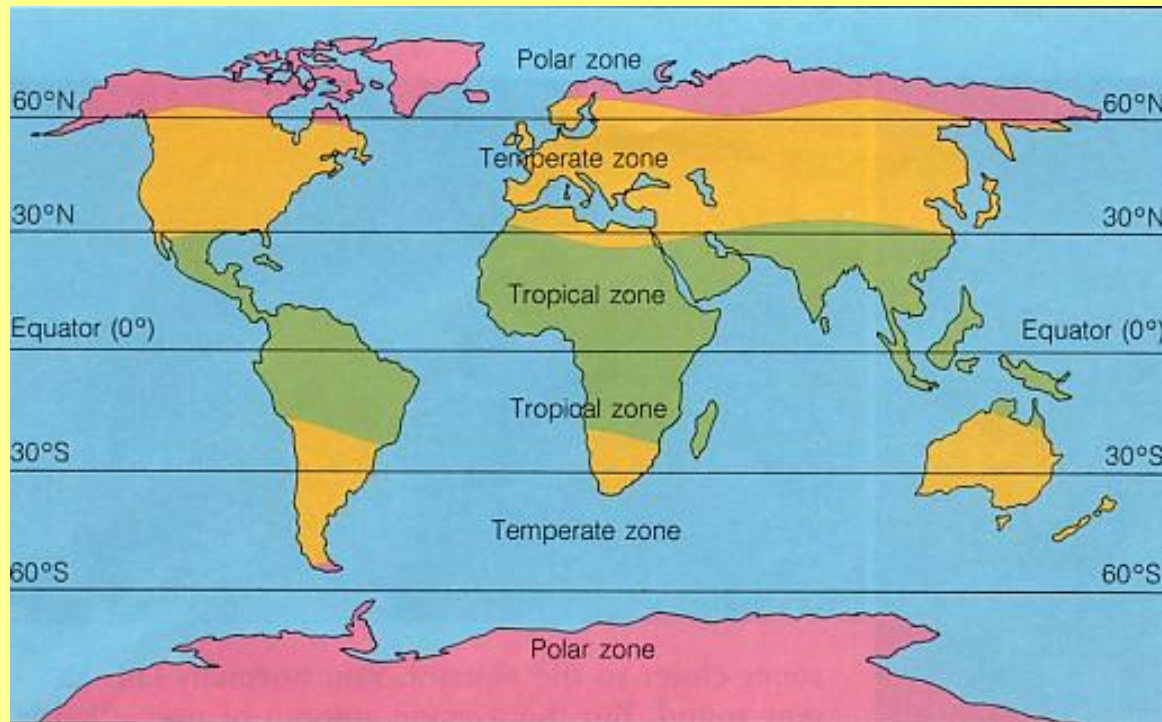 Polar zone
60°N 60°N
Temperate zone
30°N 30°N
Tropical zone
Equator (0°) Equator (0°)
Tropical zone
30°S 30°S
Temperate zone
60°S 60°S
Polar zone